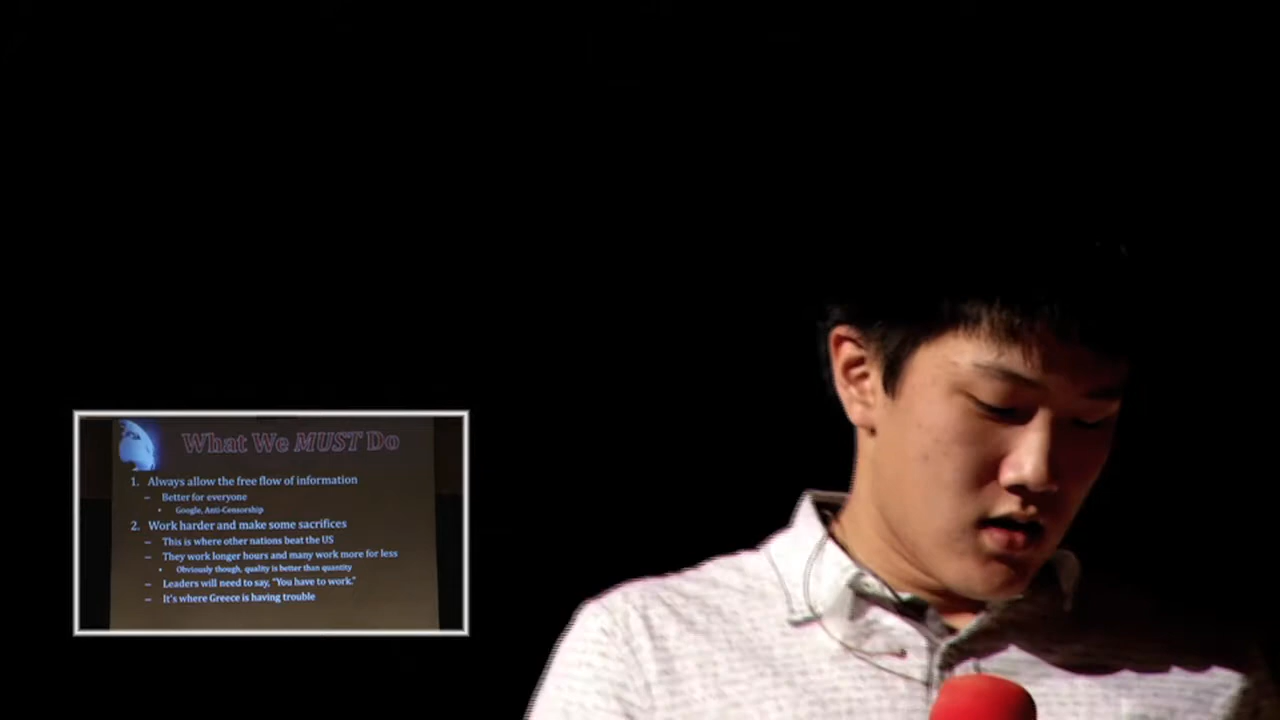 What We MUST Do
1. Always allow the free flow of information
– Better for everyone
• Google, Anti-Censorship
2. Work harder and make some sacrifices
– This is where other nations beat the US
– They work longer hours and many work more for less
• Obviously though, quality is better than quantity
– Leaders will need to say, "You have to work."
– It's where Greece is having trouble